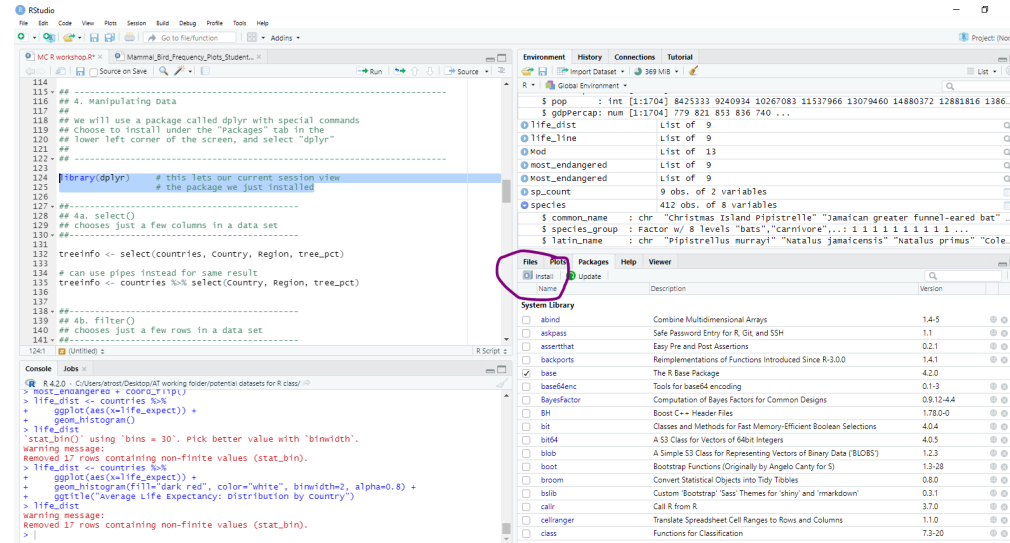 RStudio
File Edit Code View Plots Session Build Debug Profile Tools Help
Go to file/function Addins
Project: (Non
MC R workshop.R* Mammal_Bird_Frequency_Plots_Student...
Source on Save Run Source
114
115 ## ----------------------------------------------------------------------
116 ## 4. Manipulating Data
117 ##
118 ## We will use a package called dplyr with special commands
119 ## Choose to install under the "Packages" tab in the
120 ## lower left corner of the screen, and select "dplyr"
121 ##
122 ## ----------------------------------------------------------------------
123
124 library(dplyr) # this lets our current session view
125 # the package we just installed
126
127 ##-------------------------------------------
128 ## 4a. select()
129 ## chooses just a few columns in a data set
130 ##-------------------------------------------
131
132 treeinfo <- select(countries, Country, Region, tree_pct)
133
134 # can use pipes instead for same result
135 treeinfo <- countries %>% select(Country, Region, tree_pct)
136
137
138 ##-------------------------------------------
139 ## 4b. filter()
140 ## chooses just a few rows in a data set
141 ##-------------------------------------------
124:1 (Untitled) R Script
Console Jobs
R 4.2.0 · C:/Users/atrost/Desktop/AT working folder/potential datasets for R class/
> most_endangered + coord_flip()
> life_dist <- countries %>%
+ ggplot(aes(x=life_expect)) +
+ geom_histogram()
> life_dist
`stat_bin()` using `bins = 30`. Pick better value with `binwidth`.
Warning message:
Removed 17 rows containing non-finite values (stat_bin).
> life_dist <- countries %>%
+ ggplot(aes(x=life_expect)) +
+ geom_histogram(fill="dark red", color="white", binwidth=2, alpha=0.8) +
+ ggtitle("Average Life Expectancy: Distribution by Country")
> life_dist
Warning message:
Removed 17 rows containing non-finite values (stat_bin).
>
Environment History Connections Tutorial
Import Dataset 369 MiB List
R Global Environment
$ pop : int [1:1704] 8425333 9240934 10267083 11537966 13079460 14880372 12881816 1386…
$ gdpPercap: num [1:1704] 779 821 853 836 740 ...
life_dist List of 9
life_line List of 9
Mod List of 13
most_endangered List of 9
most_Endangered List of 9
sp_count 9 obs. of 2 variables
species 412 obs. of 8 variables
$ common_name : chr "Christmas Island Pipistrelle" "Jamaican greater funnel-eared bat"
$ species_group : Factor w/ 8 levels "bats","carnivore",..: 1 1 1 1 1 1 1 1 1 1 ...
$ latin_name : chr "Pipistrellus murrayi" "Natalus jamaicensis" "Natalus primus" "Cole…
Files Plots Packages Help Viewer
Install Update
Name Description Version
System Library
abind Combine Multidimensional Arrays 1.4-5
askpass Safe Password Entry for R, Git, and SSH 1.1
assertthat Easy Pre and Post Assertions 0.2.1
backports Reimplementations of Functions Introduced Since R-3.0.0 1.4.1
base The R Base Package 4.2.0
base64enc Tools for base64 encoding 0.1-3
BayesFactor Computation of Bayes Factors for Common Designs 0.9.12-4.4
BH Boost C++ Header Files 1.78.0-0
bit Classes and Methods for Fast Memory-Efficient Boolean Selections 4.0.4
bit64 A S3 Class for Vectors of 64bit Integers 4.0.5
blob A Simple S3 Class for Representing Vectors of Binary Data ('BLOBS') 1.2.3
boot Bootstrap Functions (Originally by Angelo Canty for S) 1.3-28
broom Convert Statistical Objects into Tidy Tibbles 0.8.0
bslib Custom 'Bootstrap' 'Sass' Themes for 'shiny' and 'rmarkdown' 0.3.1
callr Call R from R 3.7.0
cellranger Translate Spreadsheet Cell Ranges to Rows and Columns 1.1.0
class Functions for Classification 7.3-20